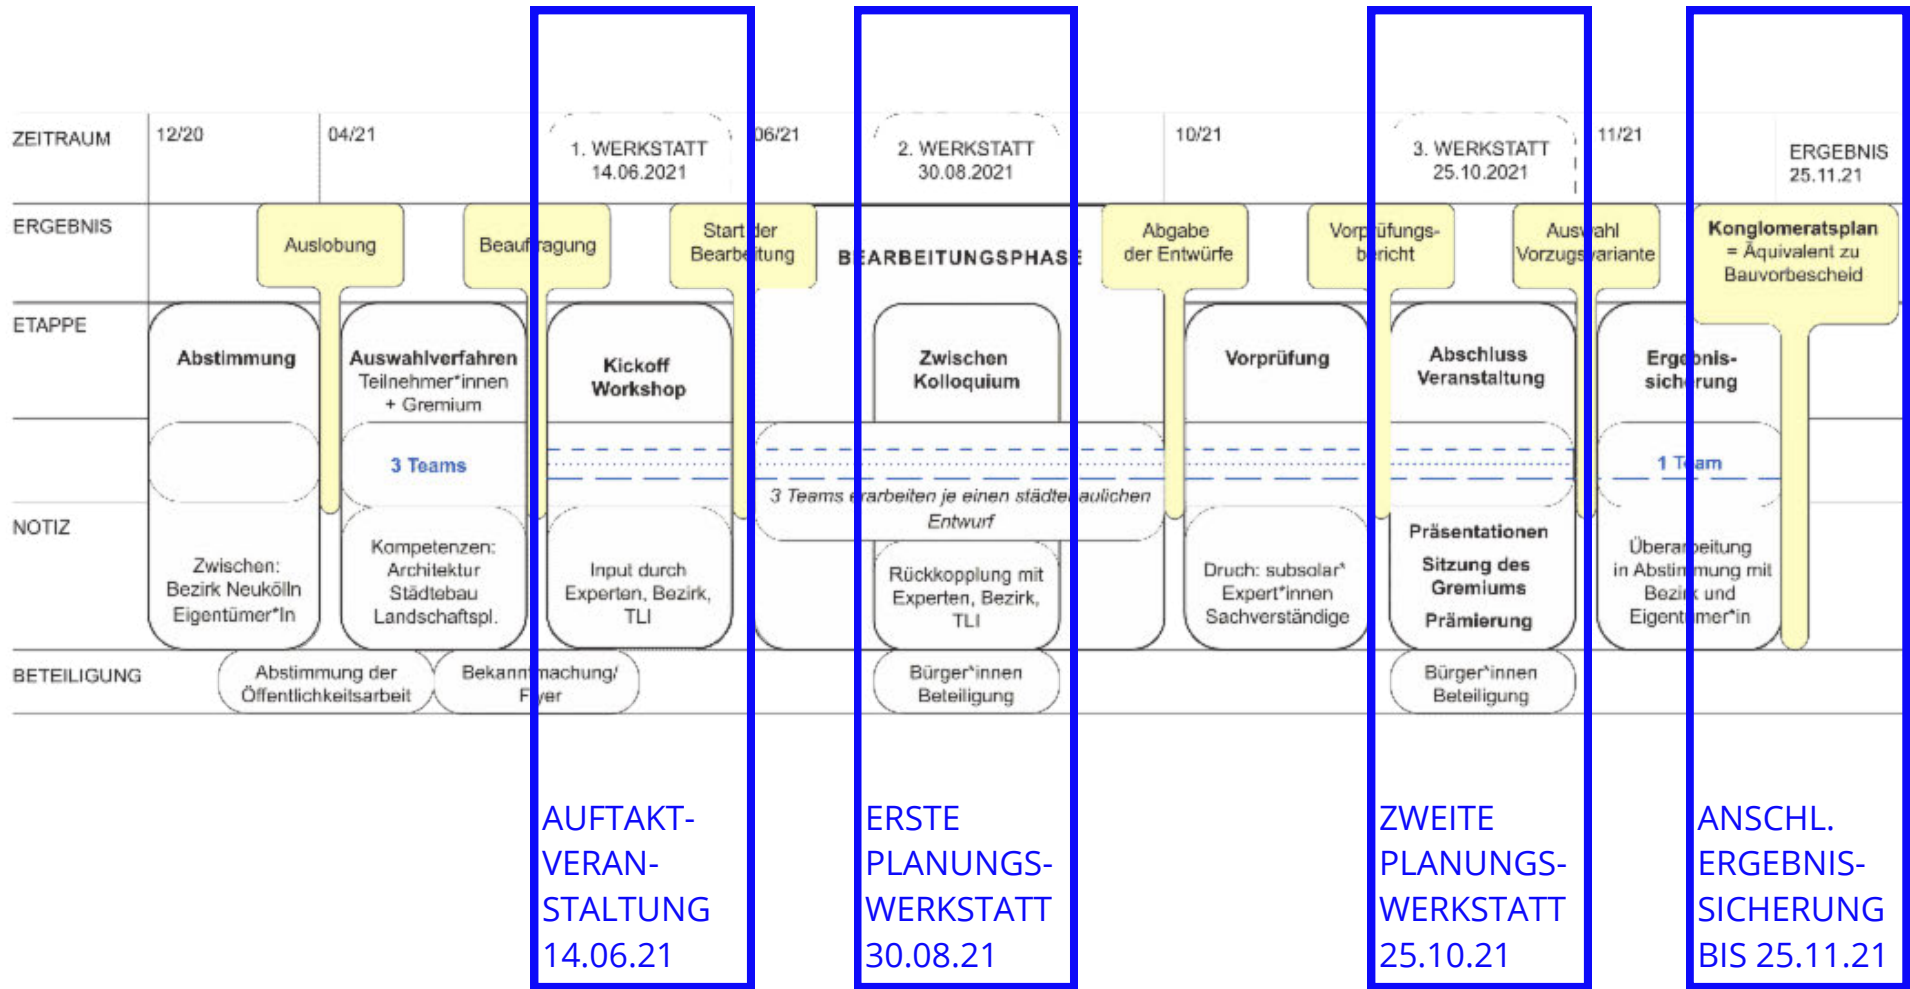 ZEITRAUM
12/20
04/21
1. WERKSTATT
14.06.2021
06/21
2. WERKSTATT
30.08.2021
10/21
3. WERKSTATT
25.10.2021
11/21
ERGEBNIS
25.11.21
ERGEBNIS
Auslobung
Beauftragung
Start der
Bearbeitung
BEARBEITUNGSPHASE
Abgabe
der Entwürfe
Vorprüfungs-
bericht
Auswahl
Vorzugsvariante
Konglomeratsplan
= Äquivalent zu
Bauvorbescheid
ETAPPE
Abstimmung
Auswahlverfahren
Teilnehmer*innen
+ Gremium
Kickoff
Workshop
Zwischen
Kolloquium
Vorprüfung
Abschluss
Veranstaltung
Ergebnis-
sicherung
3 Teams
1 Team
3 Teams erarbeiten je einen städtebaulichen
Entwurf
NOTIZ
Zwischen:
Bezirk Neukölln
Eigentümer*In
Kompetenzen:
Architektur
Städtebau
Landschaftspl.
Input durch
Experten, Bezirk,
TLI
Rückkopplung mit
Experten, Bezirk,
TLI
Druch: subsolar*
Expert*innen
Sachverständige
Präsentationen
Sitzung des
Gremiums
Prämierung
Überarbeitung
in Abstimmung mit
Bezirk und
Eigentümer*in
BETEILIGUNG
Abstimmung der
Öffentlichkeitsarbeit
Bekanntmachung/
Flyer
Bürger*innen
Beteiligung
Bürger*innen
Beteiligung
AUFTAKT-
VERAN-
STALTUNG
14.06.21
ERSTE
PLANUNGS-
WERKSTATT
30.08.21
ZWEITE
PLANUNGS-
WERKSTATT
25.10.21
ANSCHL.
ERGEBNIS-
SICHERUNG
BIS 25.11.21